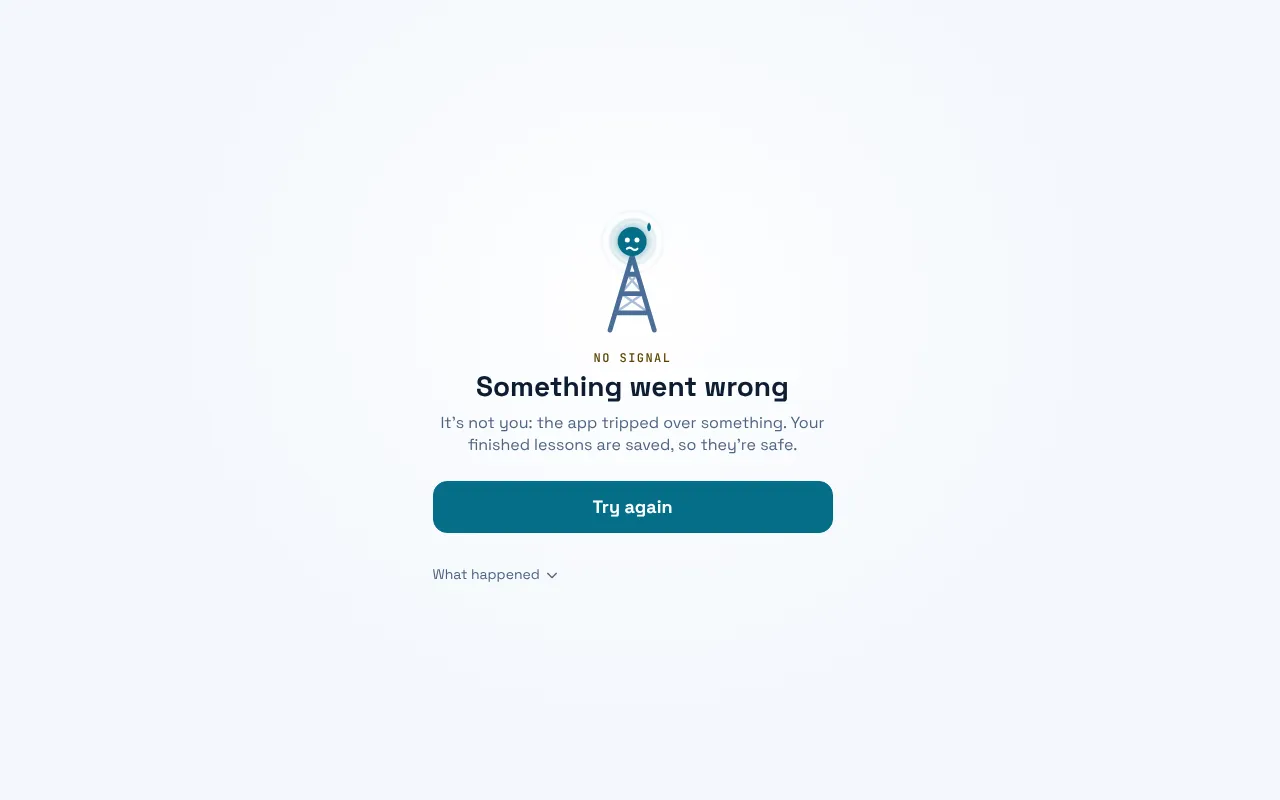 NO SIGNAL
Something went wrong
It’s not you: the app tripped over something. Your
finished lessons are saved, so they’re safe.
Try again
What happened